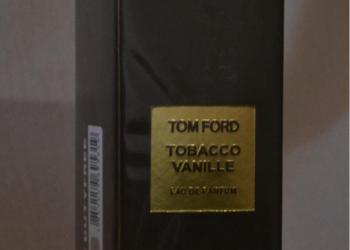 TOM FORD
TOBACCO
VANILLE
EAU DE PARFUM